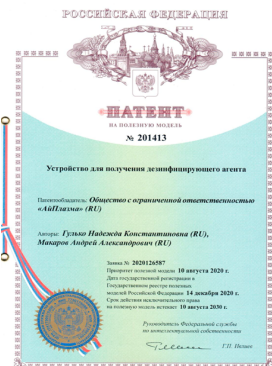 РОССИЙСКАЯ ФЕДЕРАЦИЯ
ПАТЕНТ
НА ПОЛЕЗНУЮ МОДЕЛЬ
№ 201413
Устройство для получения дезинфицирующего агента
Патентообладатель: Общество с ограниченной ответственностью
«АйПлазма» (RU)
Авторы: Гулько Надежда Константиновна (RU),
Макаров Андрей Александрович (RU)
Заявка № 2020126587
Приоритет полезной модели 10 августа 2020 г.
Дата государственной регистрации в
Государственном реестре полезных
моделей Российской Федерации 14 декабря 2020 г.
Срок действия исключительного права
на полезную модель истекает 10 августа 2030 г.
Руководитель Федеральной службы
по интеллектуальной собственности
Г.П. Ивлиев